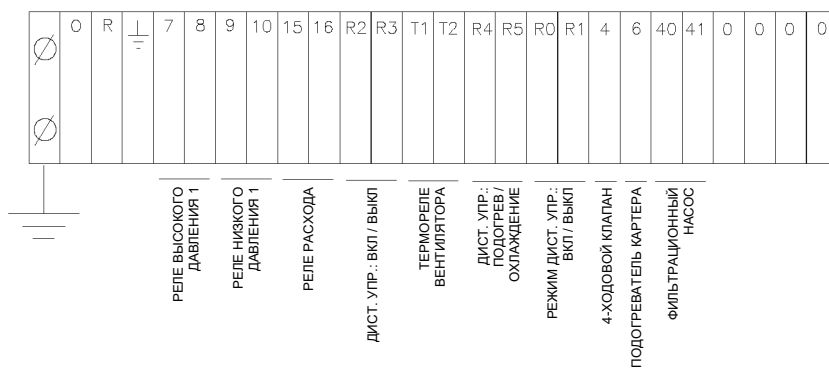 0 R 7 8 9 10 15 16 R2 R3 T1 T2 R4 R5 R0 R1 4 6 40 41 0 0 0 0
РЕЛЕ ВЫСОКОГО
ДАВЛЕНИЯ 1
РЕЛЕ НИЗКОГО
ДАВЛЕНИЯ 1
РЕЛЕ РАСХОДА
ДИСТ. УПР.: ВКЛ / ВЫКЛ
ТЕРМОРЕЛЕ
ВЕНТИЛЯТОРА
ДИСТ. УПР.:
ПОДОГРЕВ /
ОХЛАЖДЕНИЕ
РЕЖИМ ДИСТ. УПР.:
ВКЛ / ВЫКЛ
4-ХОДОВОЙ КЛАПАН
ПОДОГРЕВАТЕЛЬ КАРТЕРА
ФИЛЬТРАЦИОННЫЙ
НАСОС